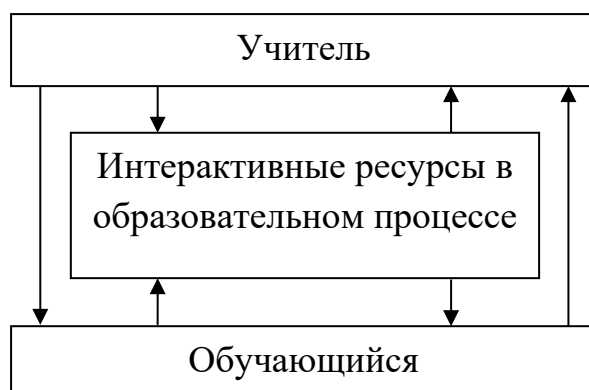 Учитель
Интерактивные ресурсы в
образовательном процессе
Обучающийся